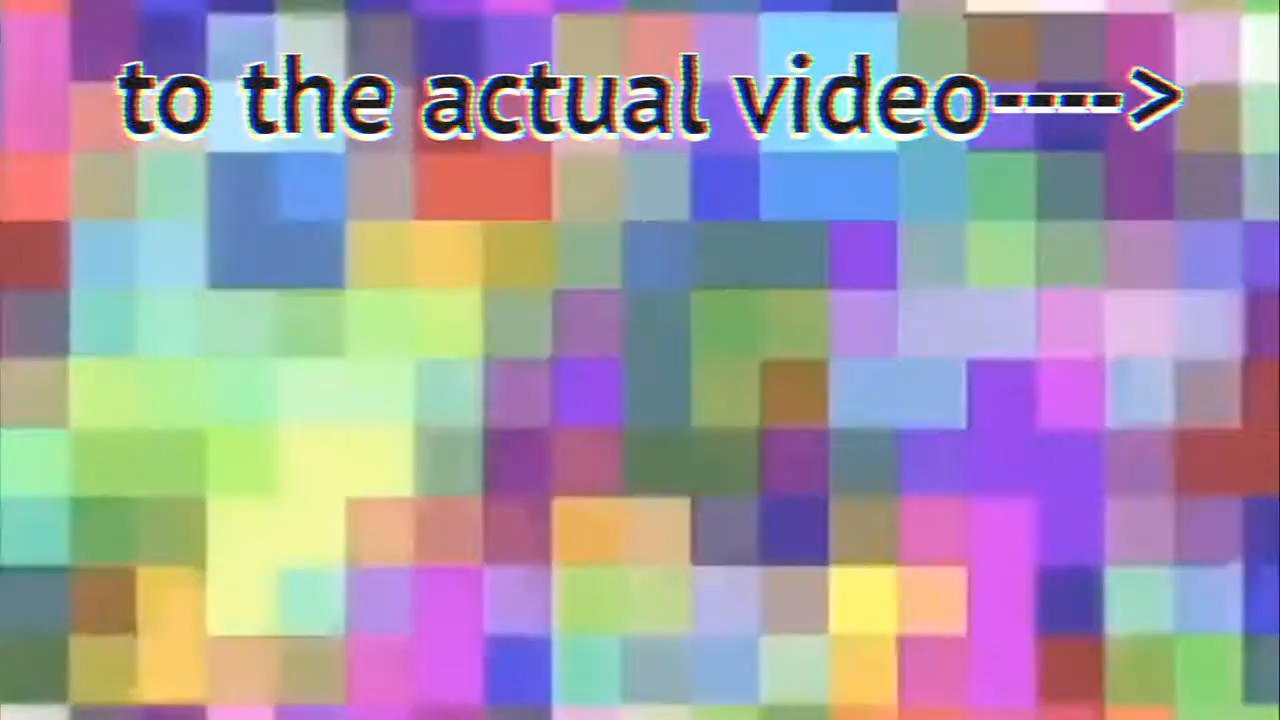 to the actual video---->